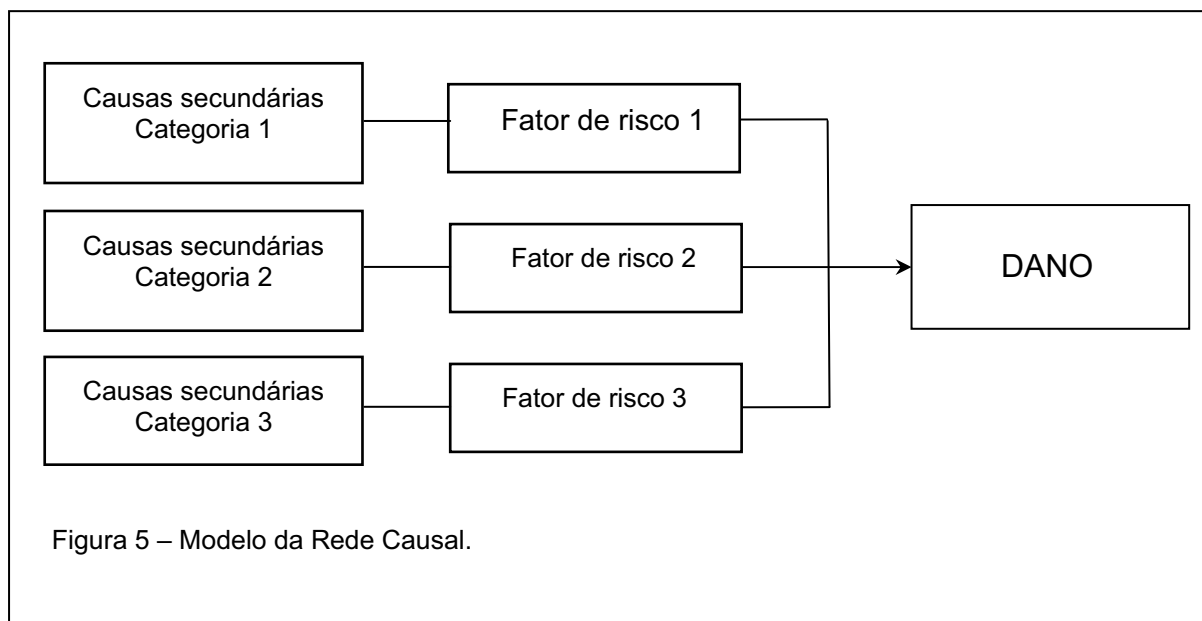 Causas secundárias
Categoria 1
Fator de risco 1
Causas secundárias
Categoria 2
Fator de risco 2
DANO
Causas secundárias
Categoria 3
Fator de risco 3
Figura 5 – Modelo da Rede Causal.